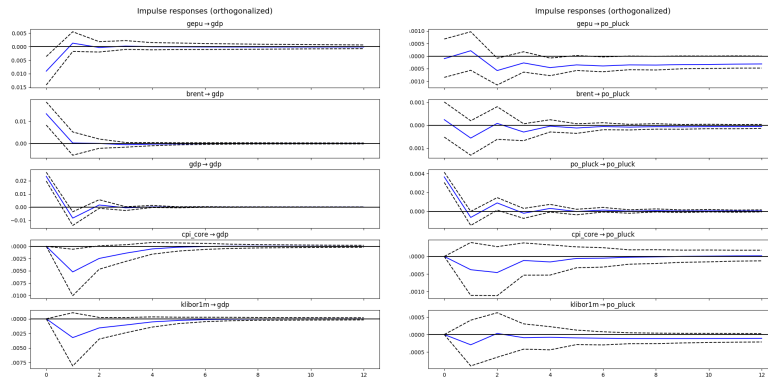 Impulse responses (orthogonalized)
gepu→gdp
0.005
0.000
0.005
0.010
0.015
brent→gdp
0.01
0.00
gdp→gdp
0.02
0.01
0.00
−0.01
cpi_core→gdp
.0000
.0025
.0050
.0075
.0100
klibor1m→gdp
.0000
.0025
.0050
.0075
0 2 4 6 8 10 12
Impulse responses (orthogonalized)
gepu→po_pluck
.0010
.0005
.0000
.0005
.0010
brent→po_pluck
0.001
0.000
0.001
po_pluck→po_pluck
0.004
0.002
0.000
cpi_core→po_pluck
.0005
.0000
.0005
.0010
klibor1m→po_pluck
.0005
.0000
.0005
0 2 4 6 8 10 12